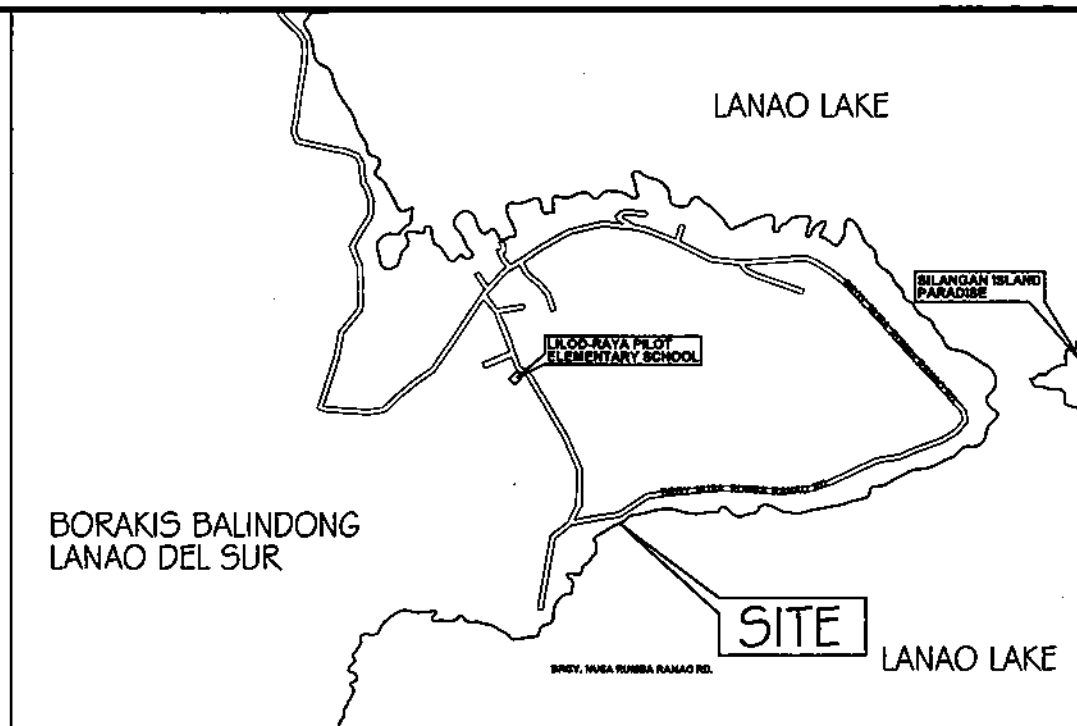 LANAO LAKE
SILANGAN ISLAND
PARADISE
LILOD-RAYA PILOT
ELEMENTARY SCHOOL
BORAKIS BALINDONG
LANAO DEL SUR
SITE
LANAO LAKE
BRGY. NUSA RUMBA RANAO RD.